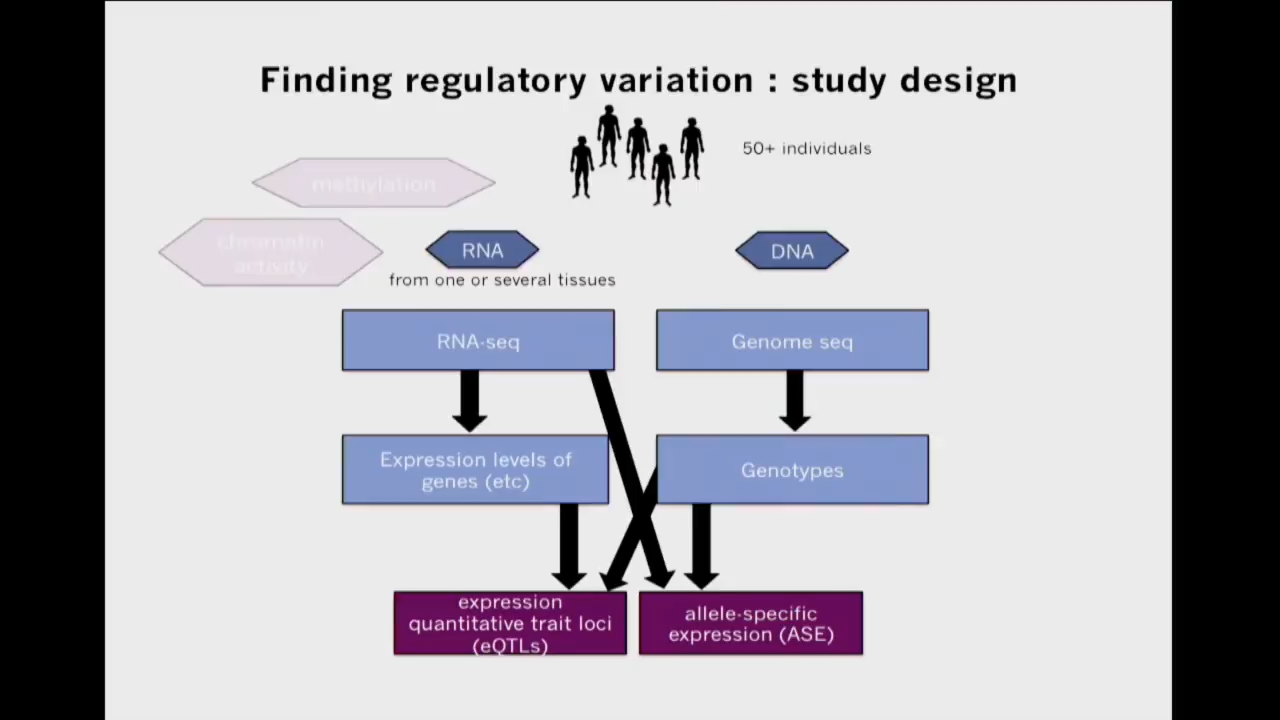 Finding regulatory variation : study design
50+ individuals
methylation
chromatin
activity
RNA
DNA
from one or several tissues
RNA-seq
Genome seq
Expression levels of
genes (etc)
Genotypes
expression
quantitative trait loci
(eQTLs)
allele-specific
expression (ASE)